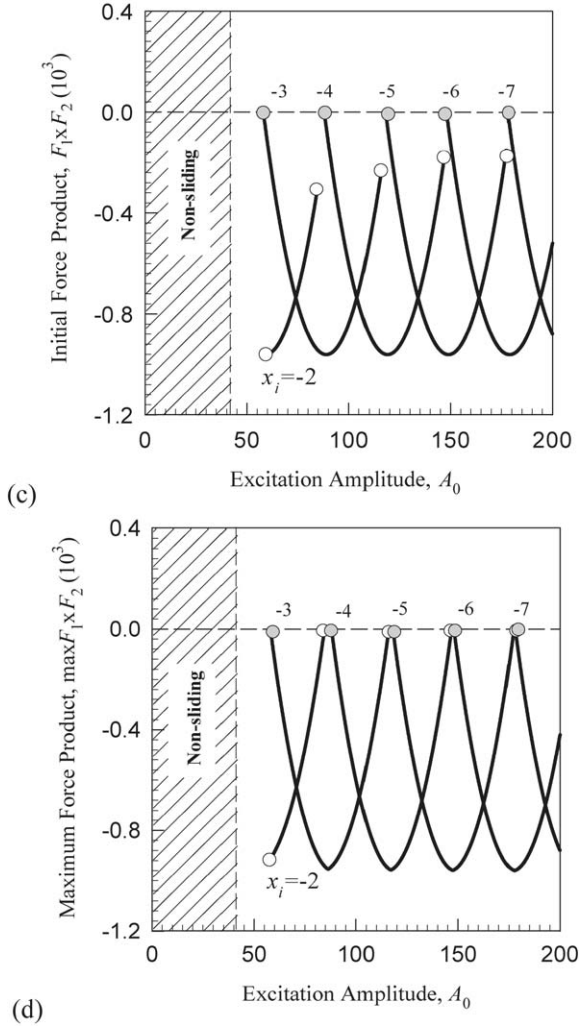 0.4
0.0
-0.4
-0.8
-1.2
Initial Force Product, F₁xF₂ (10³)
Non-sliding
-3 -4 -5 -6 -7
xᵢ=-2
0 50 100 150 200
Excitation Amplitude, A₀
(c)
0.4
0.0
-0.4
-0.8
-1.2
Maximum Force Product, maxF₁xF₂ (10³)
Non-sliding
-3 -4 -5 -6 -7
xᵢ=-2
0 50 100 150 200
Excitation Amplitude, A₀
(d)